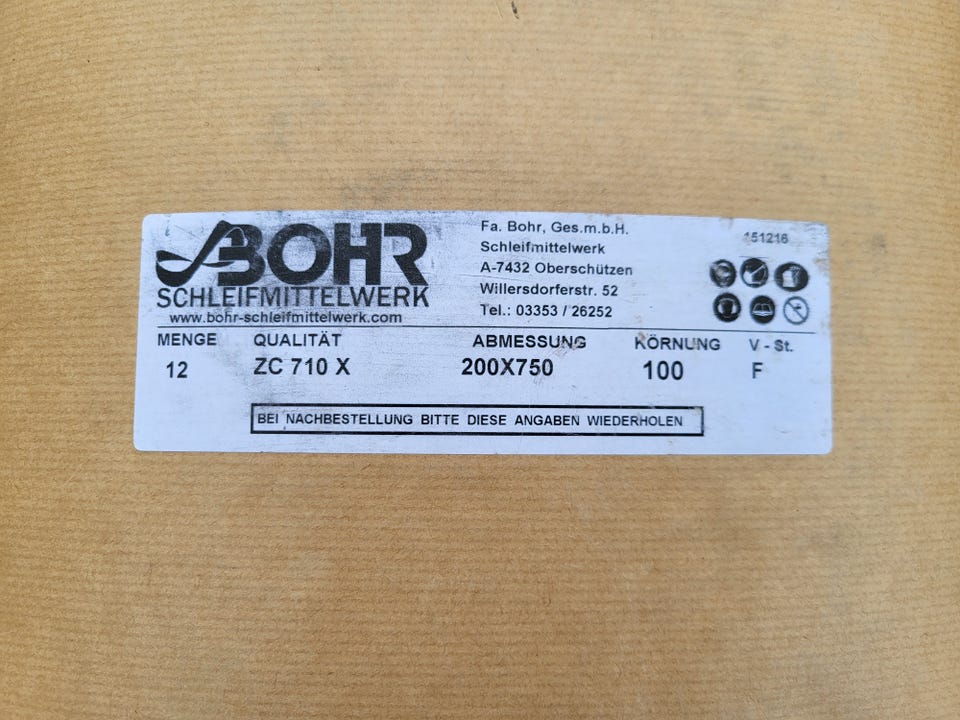 BOHR
SCHLEIFMITTELWERK
www.bohr-schleifmittelwerk.com
Fa. Bohr, Ges.m.b.H.
Schleifmittelwerk
A-7432 Oberschützen
Willersdorferstr. 52
Tel.: 03353 / 26252
151216
MENGE QUALITÄT ABMESSUNG KÖRNUNG V - St.
12 ZC 710 X 200X750 100 F
BEI NACHBESTELLUNG BITTE DIESE ANGABEN WIEDERHOLEN